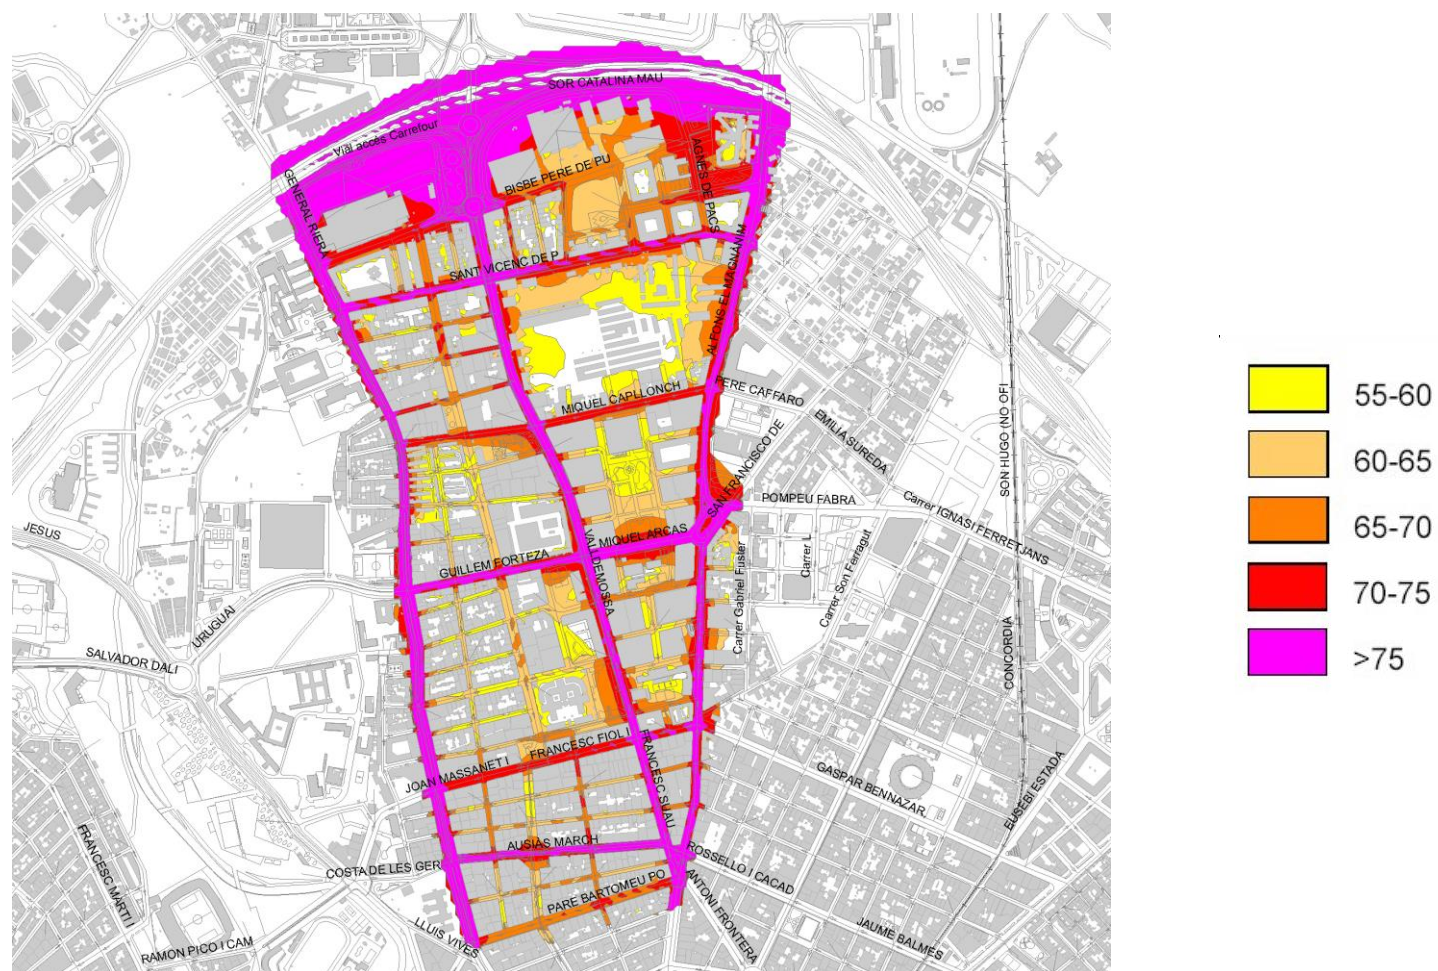 SOR CATALINA MAU
Vial accès Carrefour
GENERAL RIERA
BISBE PERE DE PU
AGNES DE PACS
SANT VICENC DE P
ALFONS EL MAGNANIM
MIQUEL CAPLLONCH
PERE CAFFARO
EMILIA SUREDA
SAN FRANCISCO DE
POMPEU FABRA
Carrer IGNASI FERRETJANS
SON HUGO (NO OFI
JESUS
MIQUEL ARCAS
GUILLEM FORTEZA
VALLDEMOSSA
Carrer Gabriel Fuster
Carrer L
Carrer Son Ferragut
URUGUAI
SALVADOR DALI
CONCORDIA
FRANCESC FIOL I
JOAN MASSANET I
FRANCESC SUAU
GASPAR BENNAZAR
EUSEBI ESTADA
FRANCESC MARTI I
AUSIAS MARCH
COSTA DE LES GER
ROSSELLO I CACAD
PARE BARTOMEU PO
ANTONI FRONTERA
LLUIS VIVES
RAMON PICO I CAM
JAUME BALMES
55-60
60-65
65-70
70-75
>75